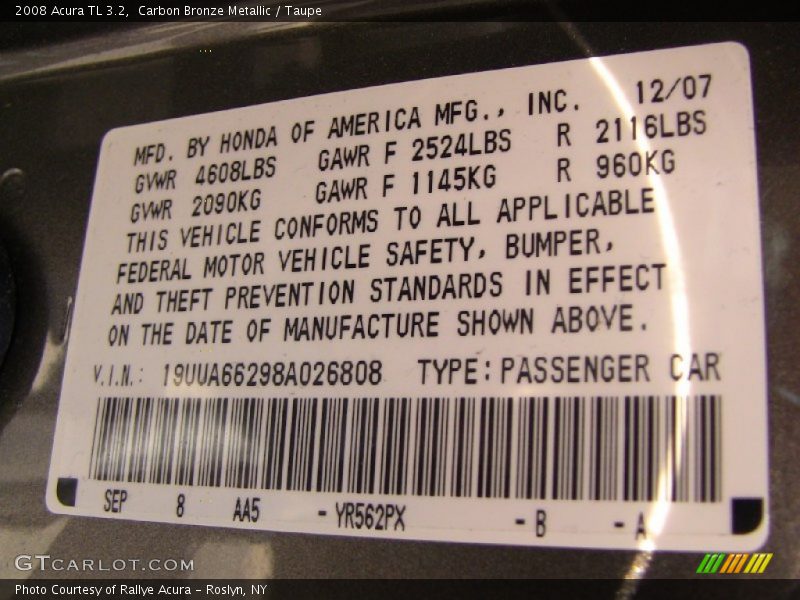 2008 Acura TL 3.2, Carbon Bronze Metallic / Taupe
MFD. BY HONDA OF AMERICA MFG., INC. 12/07
GVWR 4608LBS GAWR F 2524LBS R 2116LBS
GVWR 2090KG GAWR F 1145KG R 960KG
THIS VEHICLE CONFORMS TO ALL APPLICABLE
FEDERAL MOTOR VEHICLE SAFETY, BUMPER,
AND THEFT PREVENTION STANDARDS IN EFFECT
ON THE DATE OF MANUFACTURE SHOWN ABOVE.
V.I.N.: 19UUA66298A026808 TYPE: PASSENGER CAR
SEP 8 AA5 - YR562PX - B - A
GTCARLOT.COM
Photo Courtesy of Rallye Acura – Roslyn, NY